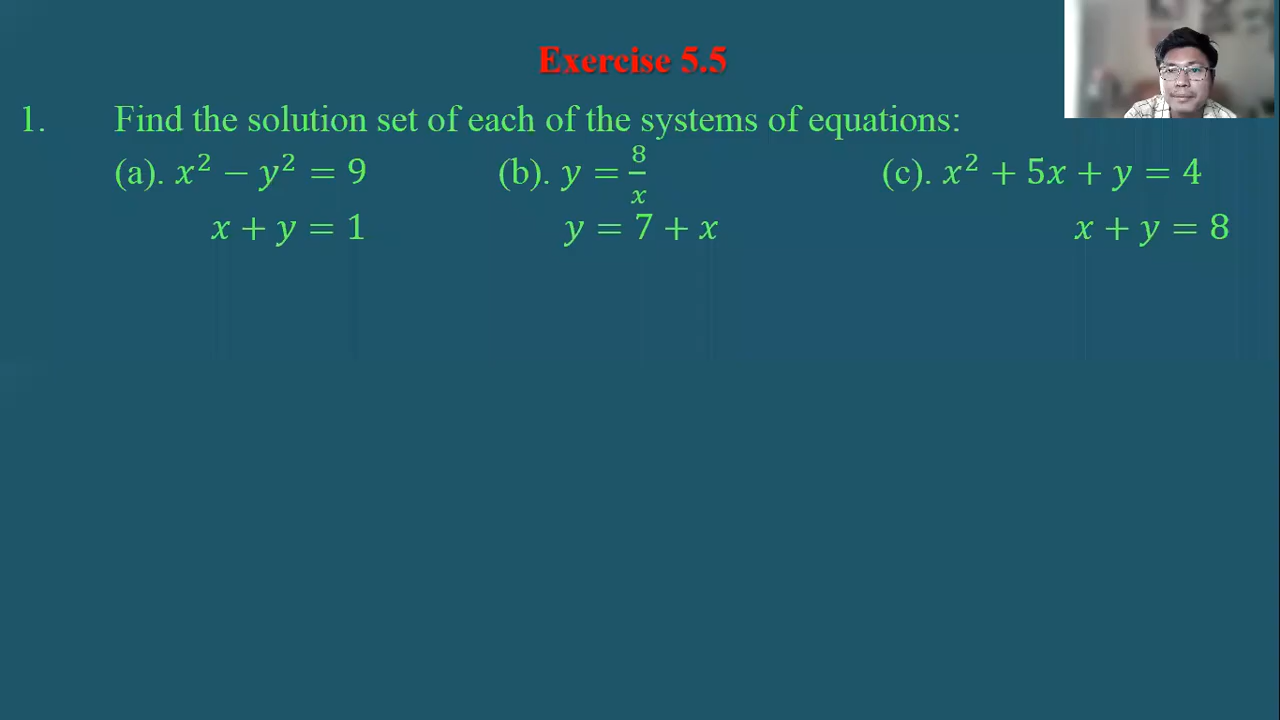 Exercise 5.5
1. Find the solution set of each of the systems of equations:
(a). x² − y² = 9 (b). y = 8/x (c). x² + 5x + y = 4
x + y = 1 y = 7 + x x + y = 8